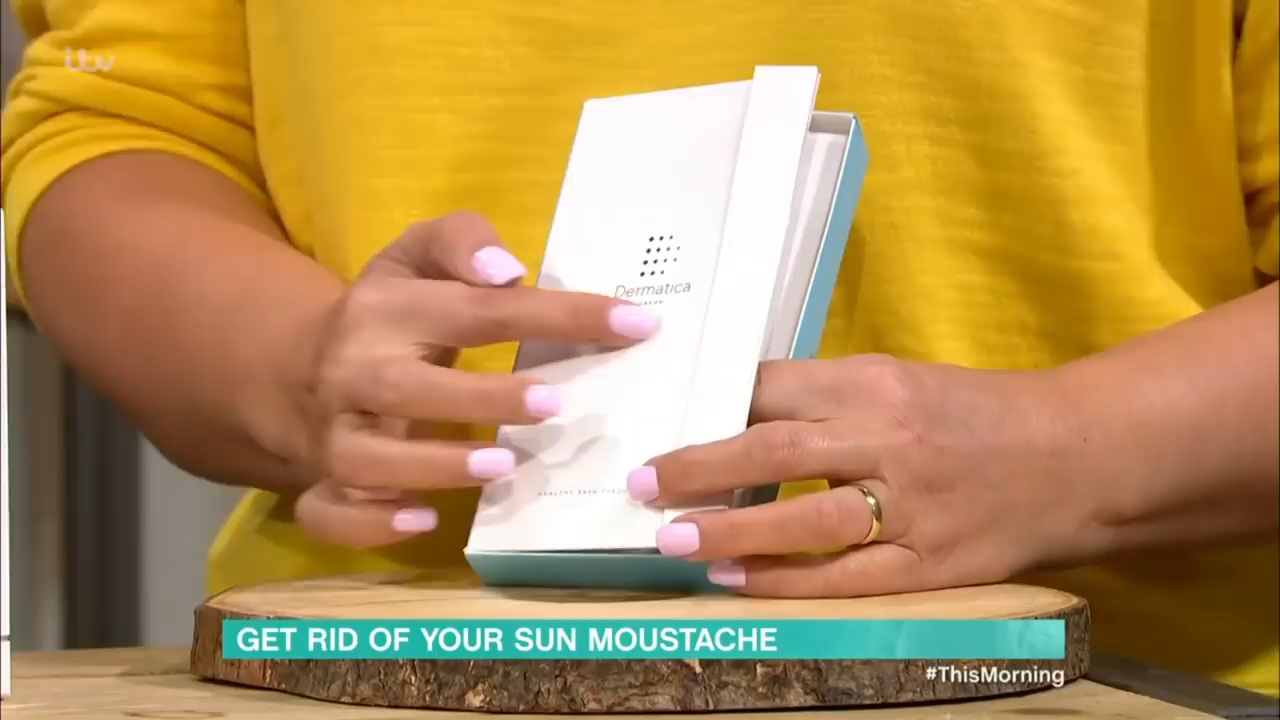 itv
Dermatica
GET RID OF YOUR SUN MOUSTACHE
#ThisMorning